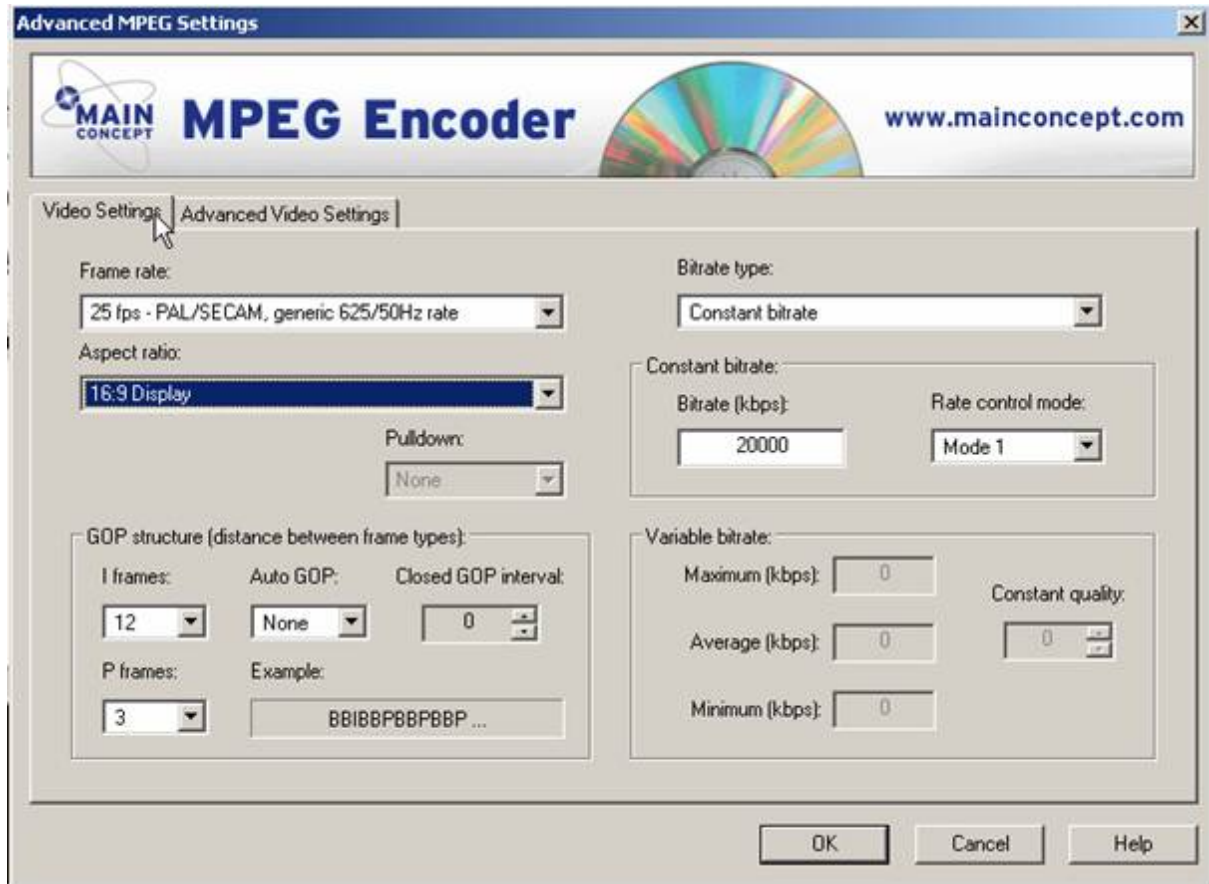 Advanced MPEG Settings
MAIN CONCEPT
MPEG Encoder
www.mainconcept.com
Video Settings
Advanced Video Settings
Frame rate:
25 fps - PAL/SECAM, generic 625/50Hz rate
Aspect ratio:
16:9 Display
Pulldown:
None
Bitrate type:
Constant bitrate
Constant bitrate:
Bitrate (kbps):
20000
Rate control mode:
Mode 1
GOP structure (distance between frame types):
I frames:
12
Auto GOP:
None
Closed GOP interval:
0
P frames:
3
Example:
BBIBBPBBPBBP ...
Variable bitrate:
Maximum (kbps):
0
Average (kbps):
0
Minimum (kbps):
0
Constant quality:
0
OK
Cancel
Help